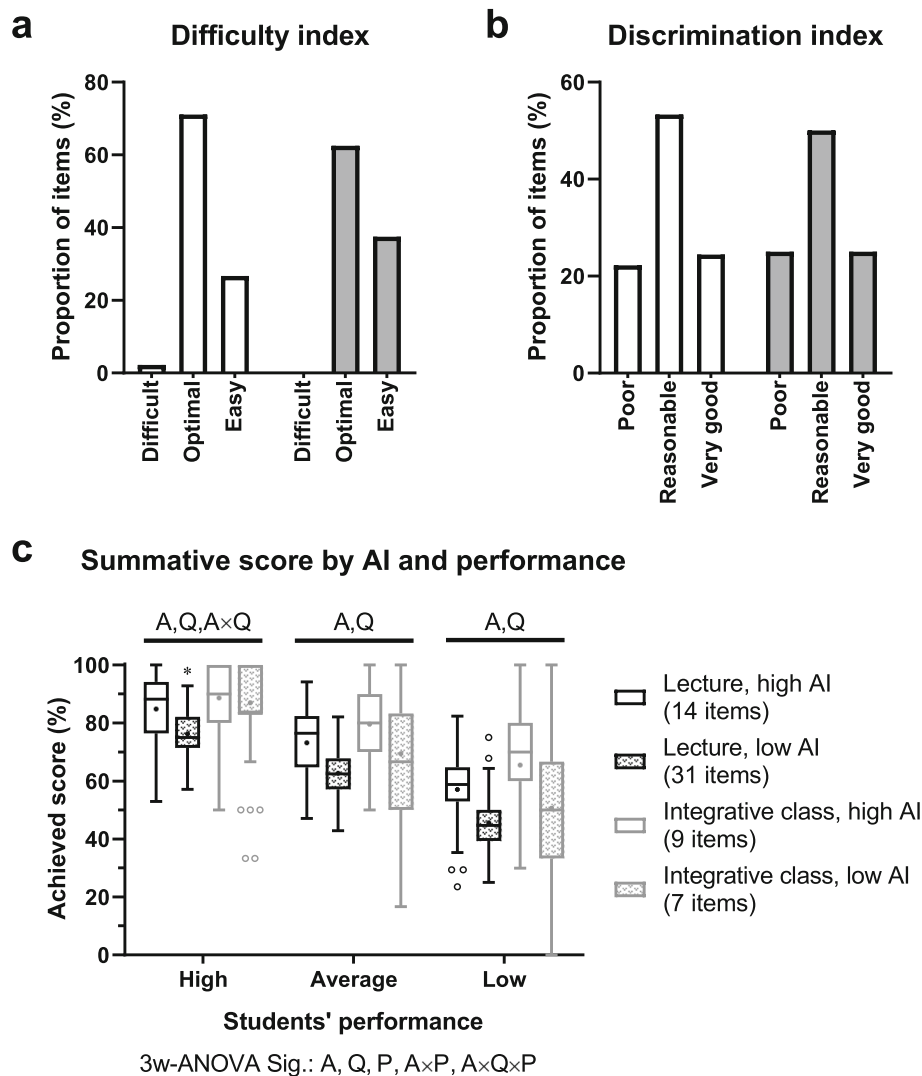 a
Difficulty index
Proportion of items (%)
80
60
40
20
0
Difficult
Optimal
Easy
Difficult
Optimal
Easy
b
Discrimination index
Proportion of items (%)
60
40
20
0
Poor
Reasonable
Very good
Poor
Reasonable
Very good
c
Summative score by AI and performance
A,Q,A×Q
A,Q
A,Q
*
Achieved score (%)
100
80
60
40
20
0
High
Average
Low
Students' performance
3w-ANOVA Sig.: A, Q, P, A×P, A×Q×P
Lecture, high AI
(14 items)
Lecture, low AI
(31 items)
Integrative class, high AI
(9 items)
Integrative class, low AI
(7 items)